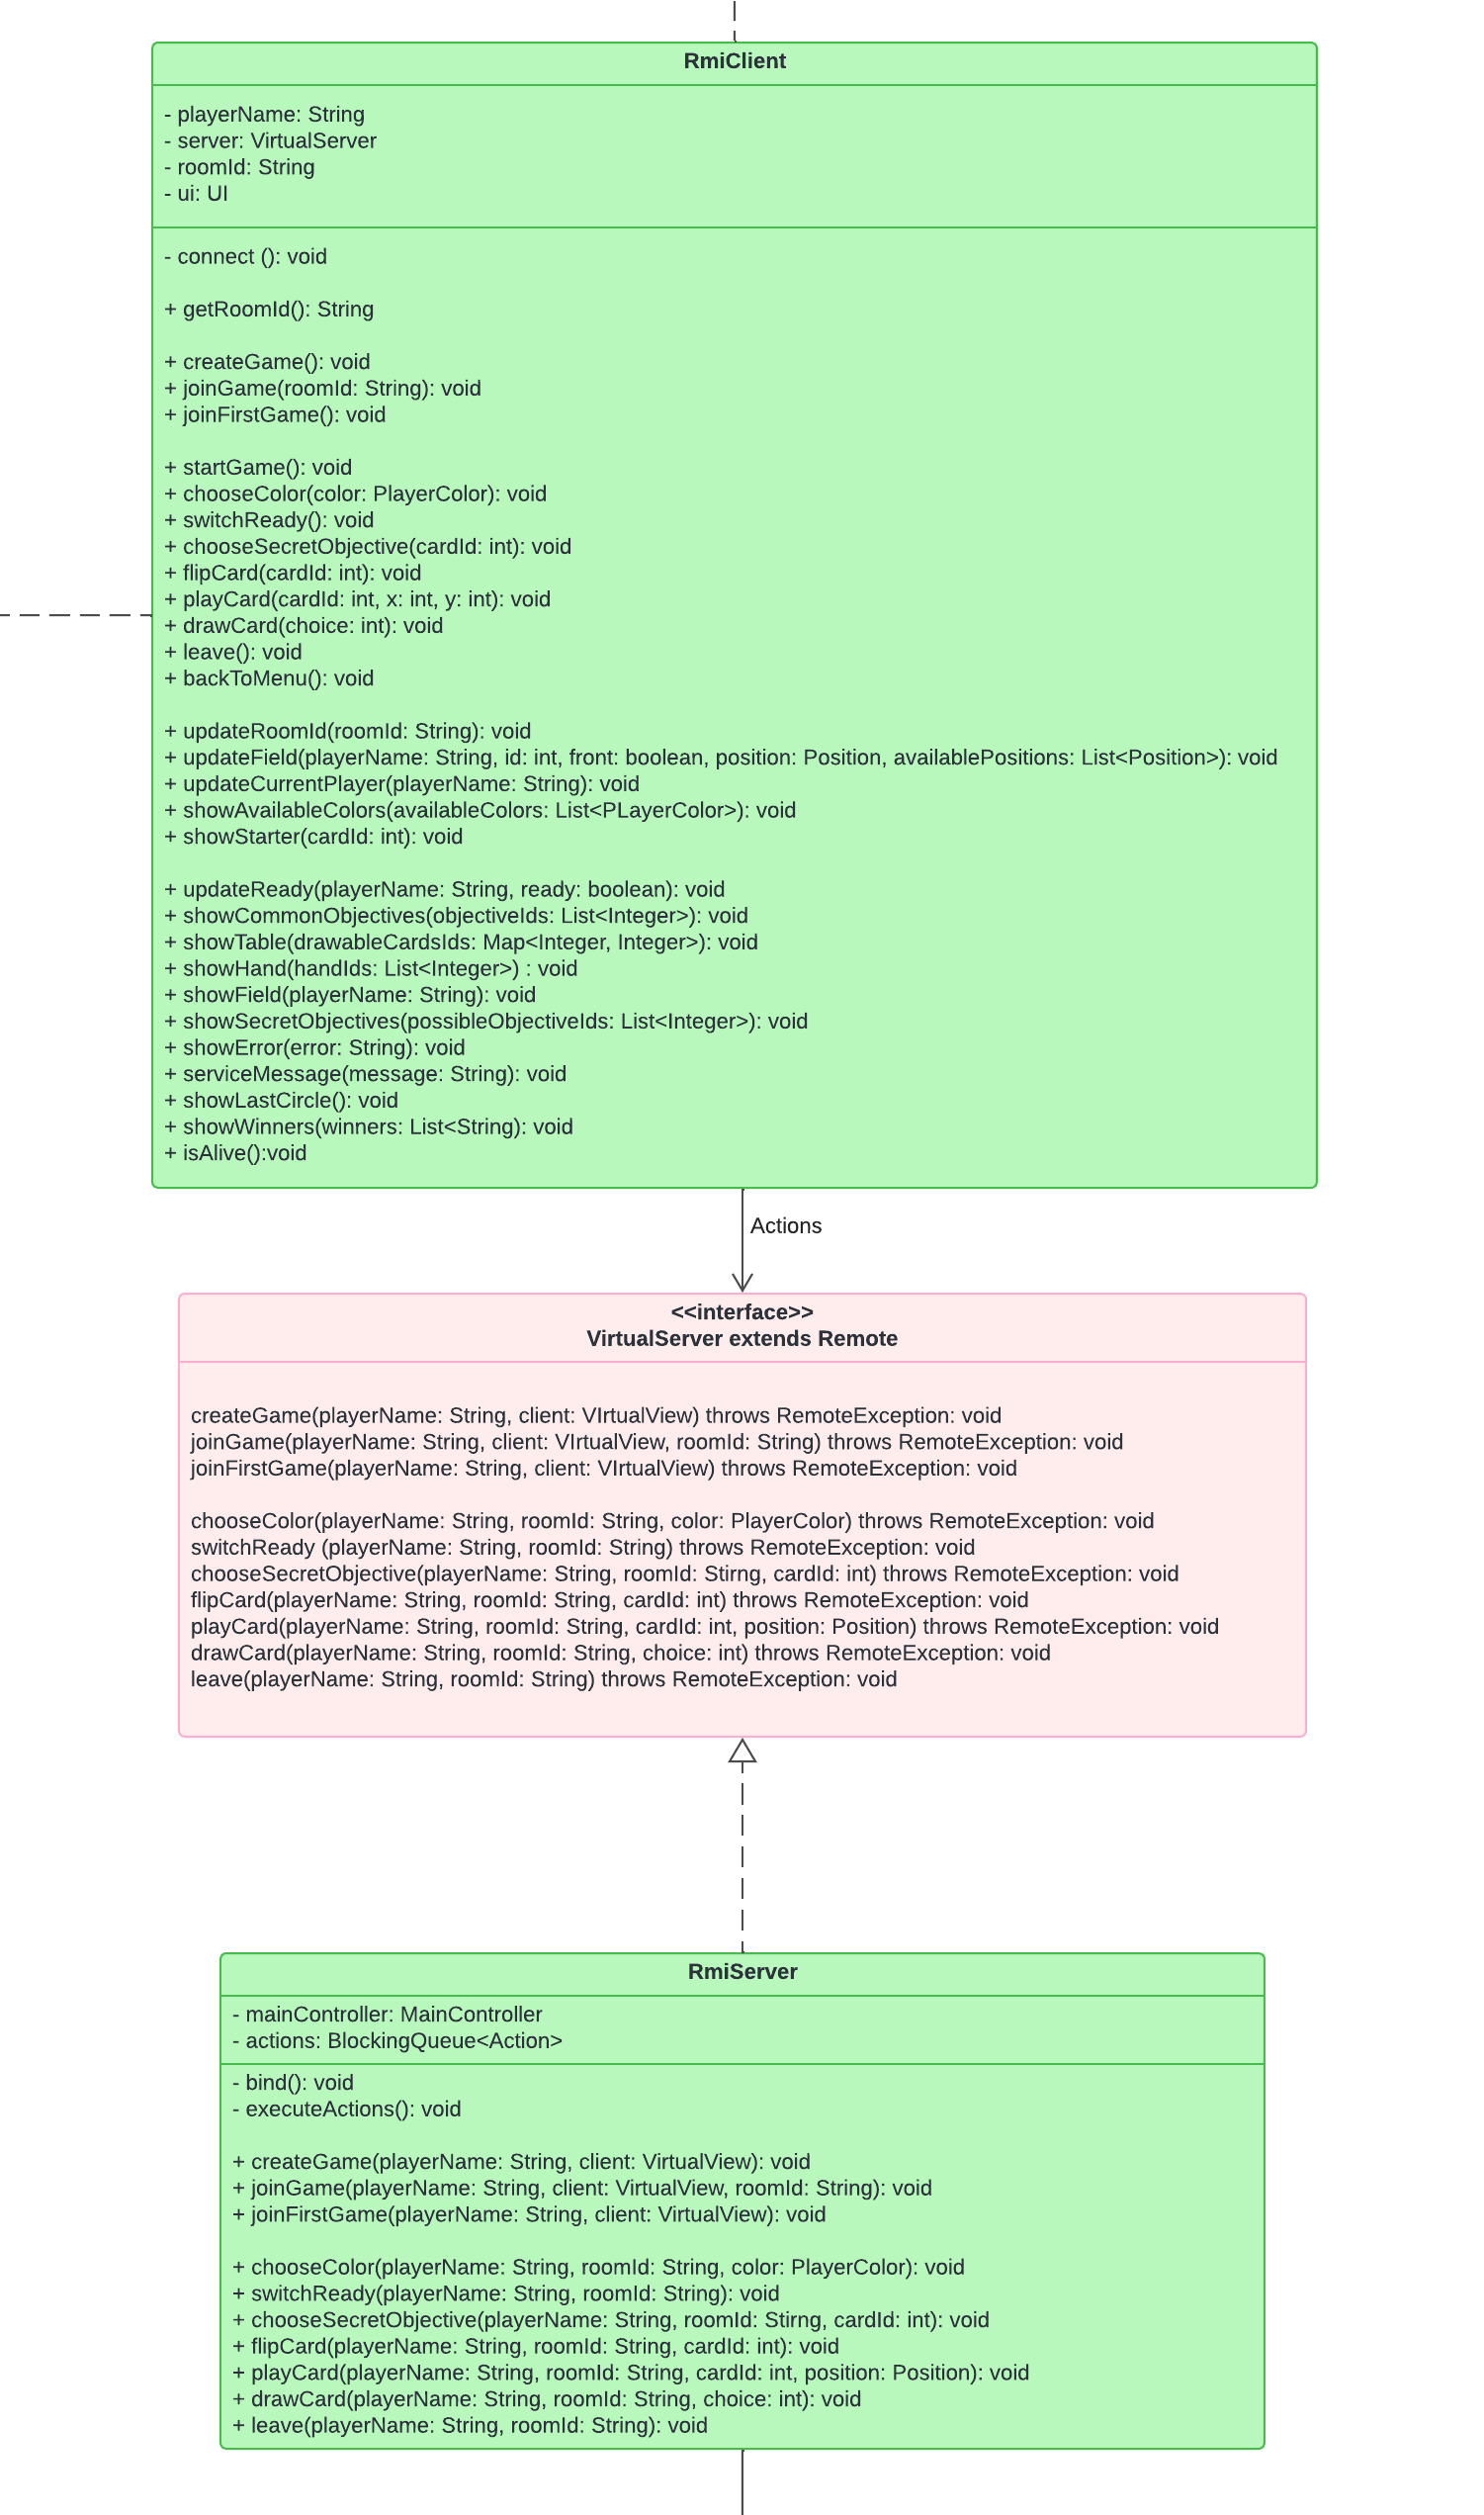 RmiClient
- playerName: String
- server: VirtualServer
- roomId: String
- ui: UI
- connect (): void
+ getRoomId(): String
+ createGame(): void
+ joinGame(roomId: String): void
+ joinFirstGame(): void
+ startGame(): void
+ chooseColor(color: PlayerColor): void
+ switchReady(): void
+ chooseSecretObjective(cardId: int): void
+ flipCard(cardId: int): void
+ playCard(cardId: int, x: int, y: int): void
+ drawCard(choice: int): void
+ leave(): void
+ backToMenu(): void
+ updateRoomId(roomId: String): void
+ updateField(playerName: String, id: int, front: boolean, position: Position, availablePositions: List<Position>): void
+ updateCurrentPlayer(playerName: String): void
+ showAvailableColors(availableColors: List<PLayerColor>): void
+ showStarter(cardId: int): void
+ updateReady(playerName: String, ready: boolean): void
+ showCommonObjectives(objectiveIds: List<Integer>): void
+ showTable(drawableCardsIds: Map<Integer, Integer>): void
+ showHand(handIds: List<Integer>) : void
+ showField(playerName: String): void
+ showSecretObjectives(possibleObjectiveIds: List<Integer>): void
+ showError(error: String): void
+ serviceMessage(message: String): void
+ showLastCircle(): void
+ showWinners(winners: List<String): void
+ isAlive():void
Actions
<<interface>>
VirtualServer extends Remote
createGame(playerName: String, client: VIrtualView) throws RemoteException: void
joinGame(playerName: String, client: VIrtualView, roomId: String) throws RemoteException: void
joinFirstGame(playerName: String, client: VIrtualView) throws RemoteException: void
chooseColor(playerName: String, roomId: String, color: PlayerColor) throws RemoteException: void
switchReady (playerName: String, roomId: String) throws RemoteException: void
chooseSecretObjective(playerName: String, roomId: Stirng, cardId: int) throws RemoteException: void
flipCard(playerName: String, roomId: String, cardId: int) throws RemoteException: void
playCard(playerName: String, roomId: String, cardId: int, position: Position) throws RemoteException: void
drawCard(playerName: String, roomId: String, choice: int) throws RemoteException: void
leave(playerName: String, roomId: String) throws RemoteException: void
RmiServer
- mainController: MainController
- actions: BlockingQueue<Action>
- bind(): void
- executeActions(): void
+ createGame(playerName: String, client: VirtualView): void
+ joinGame(playerName: String, client: VirtualView, roomId: String): void
+ joinFirstGame(playerName: String, client: VirtualView): void
+ chooseColor(playerName: String, roomId: String, color: PlayerColor): void
+ switchReady(playerName: String, roomId: String): void
+ chooseSecretObjective(playerName: String, roomId: Stirng, cardId: int): void
+ flipCard(playerName: String, roomId: String, cardId: int): void
+ playCard(playerName: String, roomId: String, cardId: int, position: Position): void
+ drawCard(playerName: String, roomId: String, choice: int): void
+ leave(playerName: String, roomId: String): void